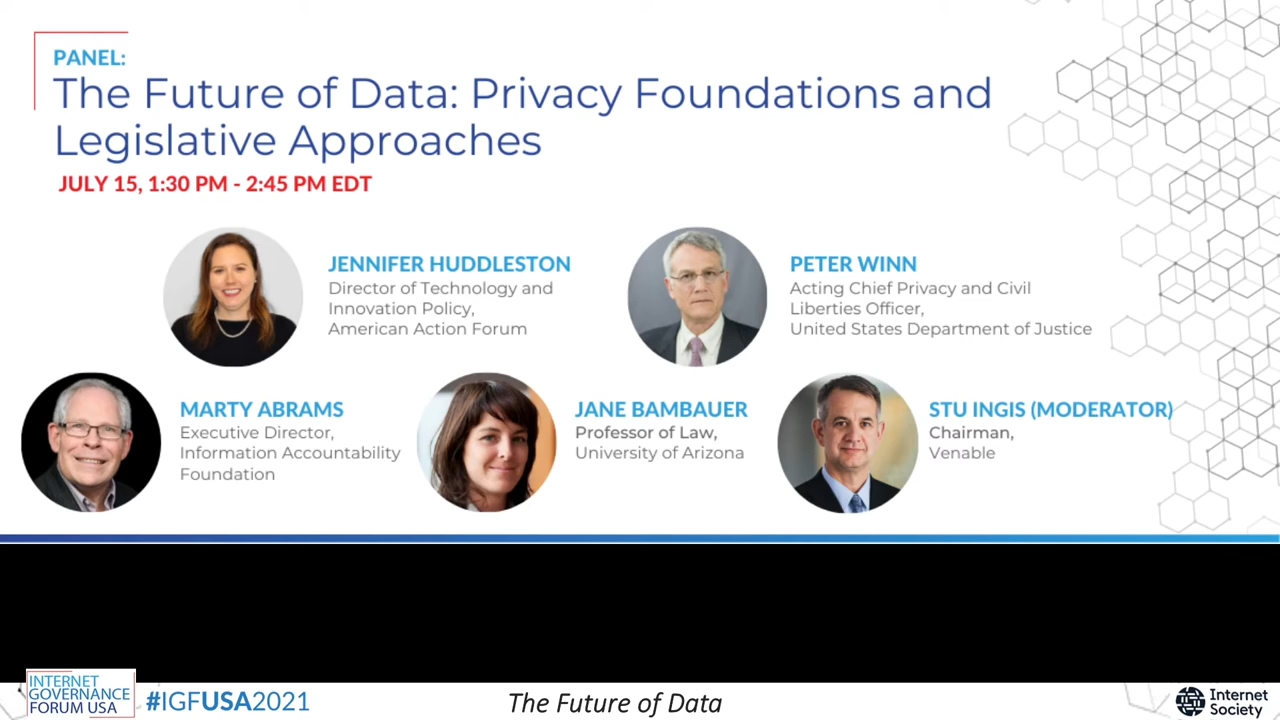 PANEL:
The Future of Data: Privacy Foundations and
Legislative Approaches
JULY 15, 1:30 PM - 2:45 PM EDT
JENNIFER HUDDLESTON
Director of Technology and
Innovation Policy,
American Action Forum
PETER WINN
Acting Chief Privacy and Civil
Liberties Officer,
United States Department of Justice
MARTY ABRAMS
Executive Director,
Information Accountability
Foundation
JANE BAMBAUER
Professor of Law,
University of Arizona
STU INGIS (MODERATOR)
Chairman,
Venable
INTERNET
GOVERNANCE
FORUM USA
#IGFUSA2021
The Future of Data
Internet
Society